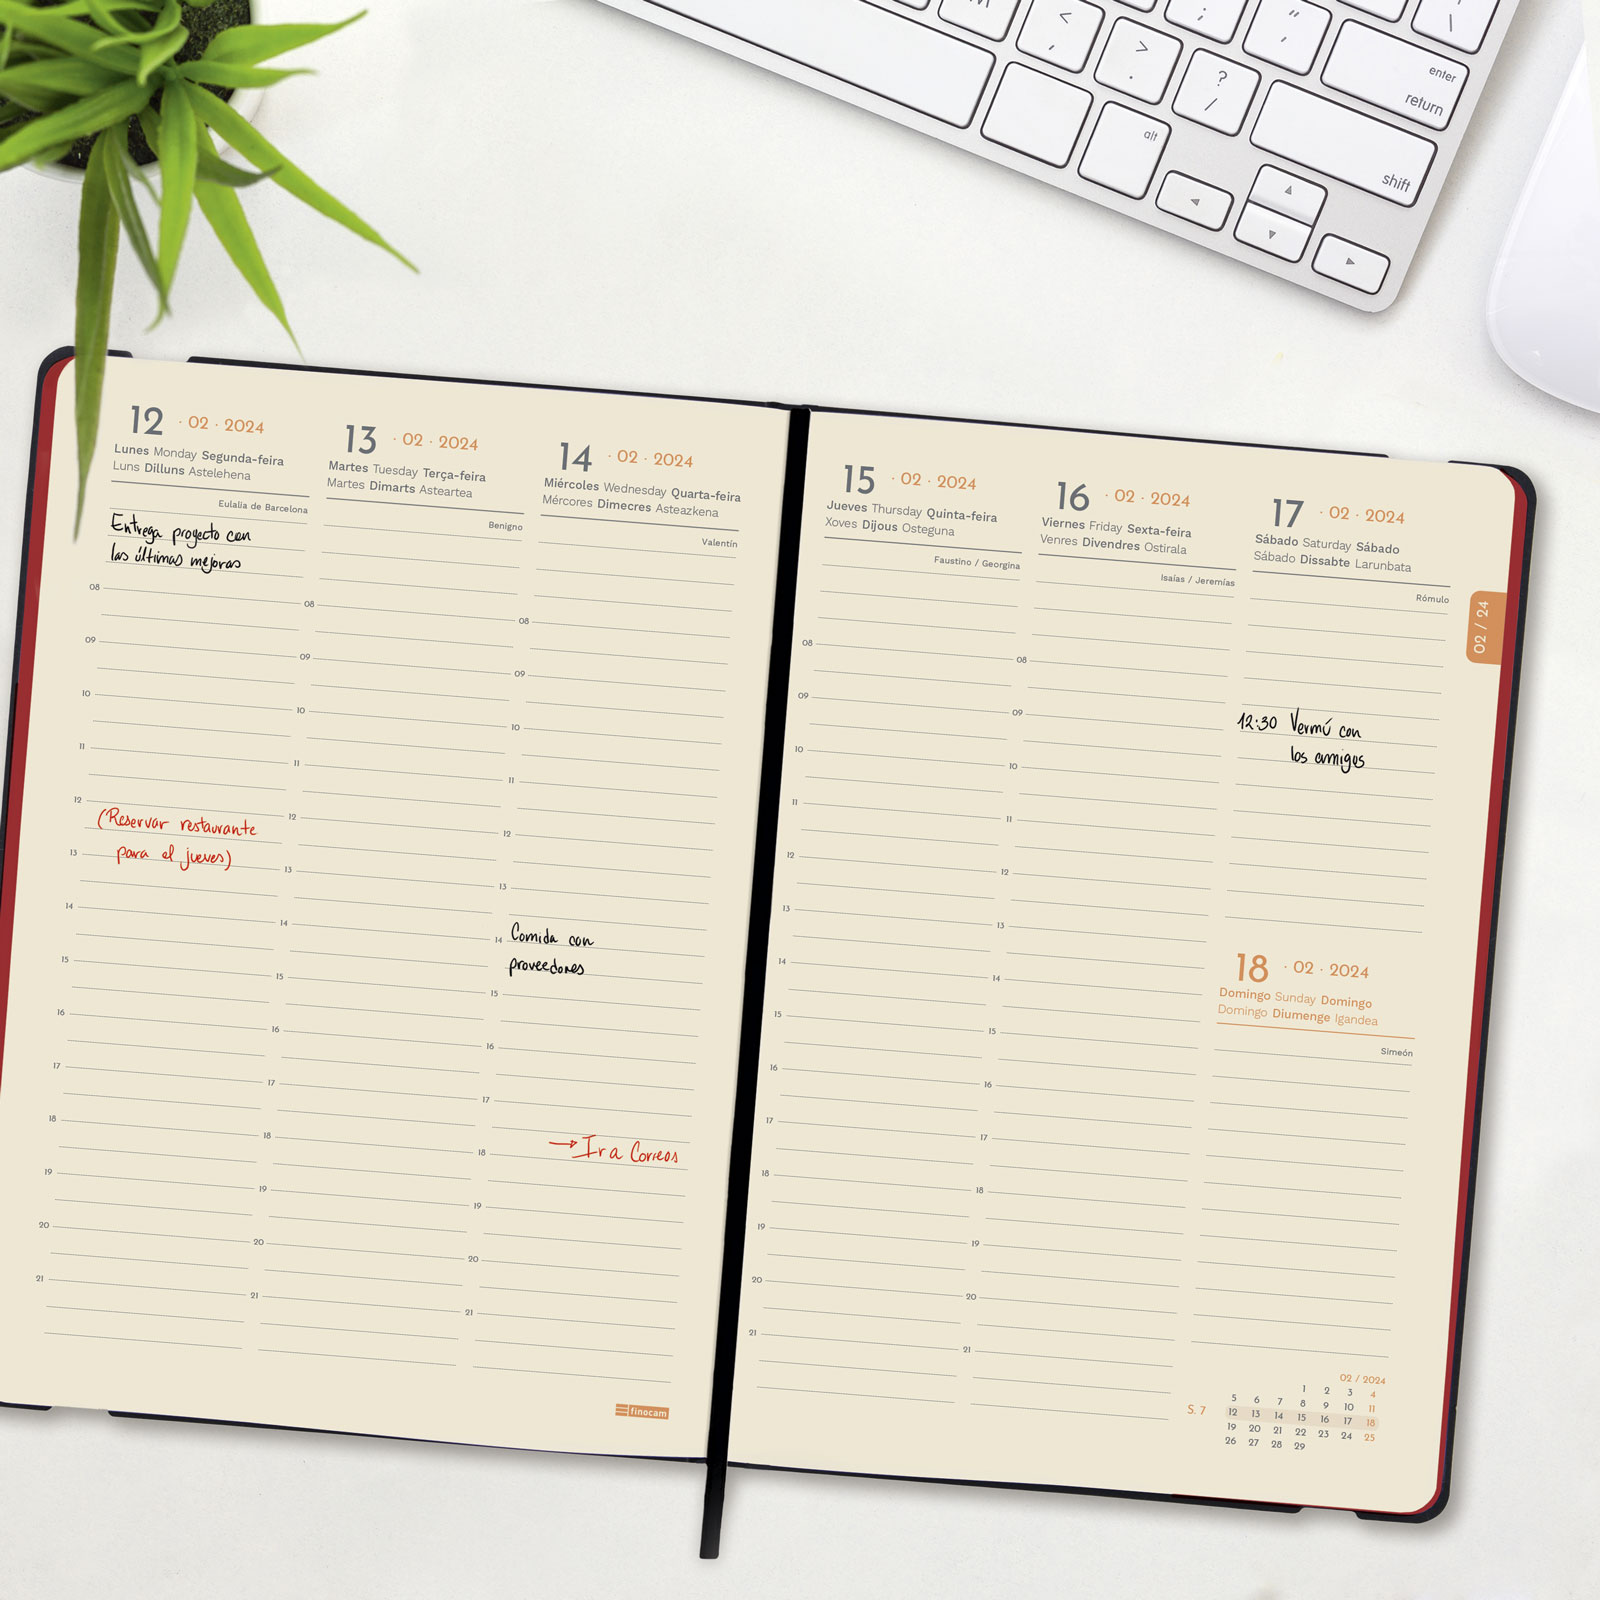 M
<
,
>
.
;
"
,
?
/
\
enter
return
alt
shift
12 · 02 · 2024
Lunes Monday Segunda-feira
Luns Dilluns Astelehena
Eulalia de Barcelona
Entrega proyecto con
las últimas mejoras
08
09
10
11
12
(Reservar restaurante
13
para el jueves)
14
15
16
17
18
19
20
21
13 · 02 · 2024
Martes Tuesday Terça-feira
Martes Dimarts Asteartea
Benigno
08
09
10
11
12
13
14
15
16
17
18
19
20
21
14 · 02 · 2024
Miércoles Wednesday Quarta-feira
Mércores Dimecres Asteazkena
Valentín
08
09
10
11
12
13
14 Comida con
proveedores
15
16
17
18 → Ir a Correos
19
20
21
finocam
15 · 02 · 2024
Jueves Thursday Quinta-feira
Xoves Dijous Osteguna
Faustino / Georgina
08
09
10
11
12
13
14
15
16
17
18
19
20
21
16 · 02 · 2024
Viernes Friday Sexta-feira
Venres Divendres Ostirala
Isaías / Jeremías
08
09
10
11
12
13
14
15
16
17
18
19
20
21
17 · 02 · 2024
Sábado Saturday Sábado
Sábado Dissabte Larunbata
Rómulo
02 / 24
12:30 Vermú con
los amigos
18 · 02 · 2024
Domingo Sunday Domingo
Domingo Diumenge Igandea
Simeón
02 / 2024
1 2 3 4
5 6 7 8 9 10 11
S. 7 12 13 14 15 16 17 18
19 20 21 22 23 24 25
26 27 28 29